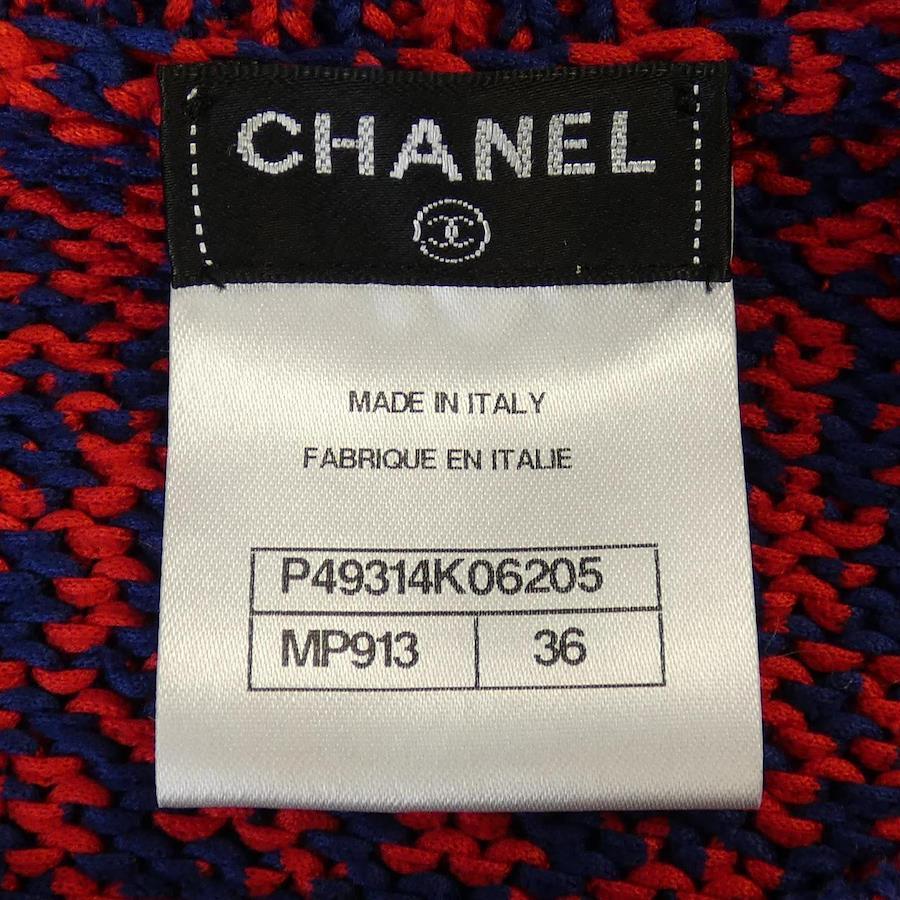 CHANEL
MADE IN ITALY
FABRIQUE EN ITALIE
P49314K06205
MP913 36